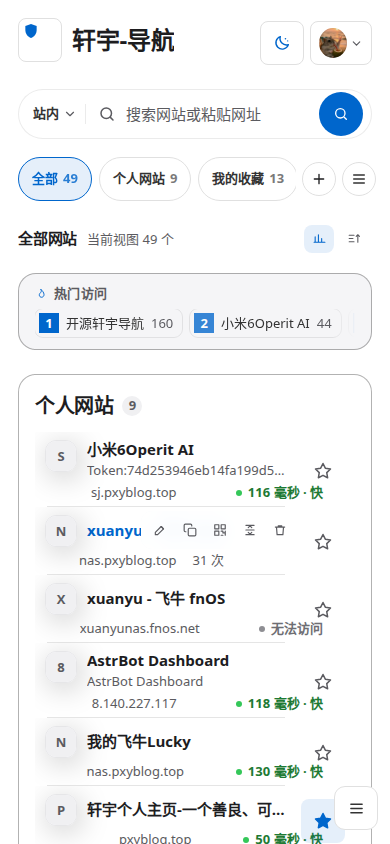 轩宇-导航
站内 搜索网站或粘贴网址
全部 49 个人网站 9 我的收藏 13
全部网站 当前视图 49 个
热门访问
1 开源轩宇导航 160 2 小米6Operit AI 44
个人网站 9
S 小米6Operit AI
Token:74d253946eb14fa199d5...
sj.pxyblog.top 116 毫秒 · 快
N xuanyu
nas.pxyblog.top 31 次
X xuanyu - 飞牛 fnOS
xuanyunas.fnos.net 无法访问
8 AstrBot Dashboard
AstrBot Dashboard
8.140.227.117 118 毫秒 · 快
N 我的飞牛Lucky
nas.pxyblog.top 130 毫秒 · 快
P 轩宇个人主页-一个善良、可...
pxyblog.top 50 毫秒 · 快